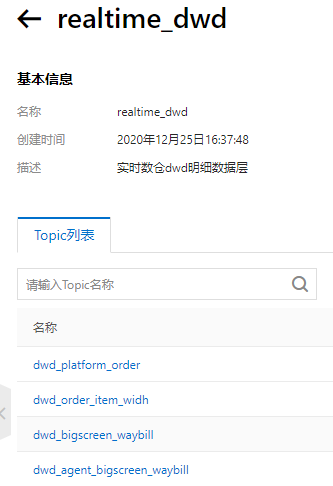 realtime_dwd
基本信息
名称 realtime_dwd
创建时间 2020年12月25日16:37:48
描述 实时数仓dwd明细数据层
Topic列表
请输入Topic名称
名称
dwd_platform_order
dwd_order_item_widh
dwd_bigscreen_waybill
dwd_agent_bigscreen_waybill